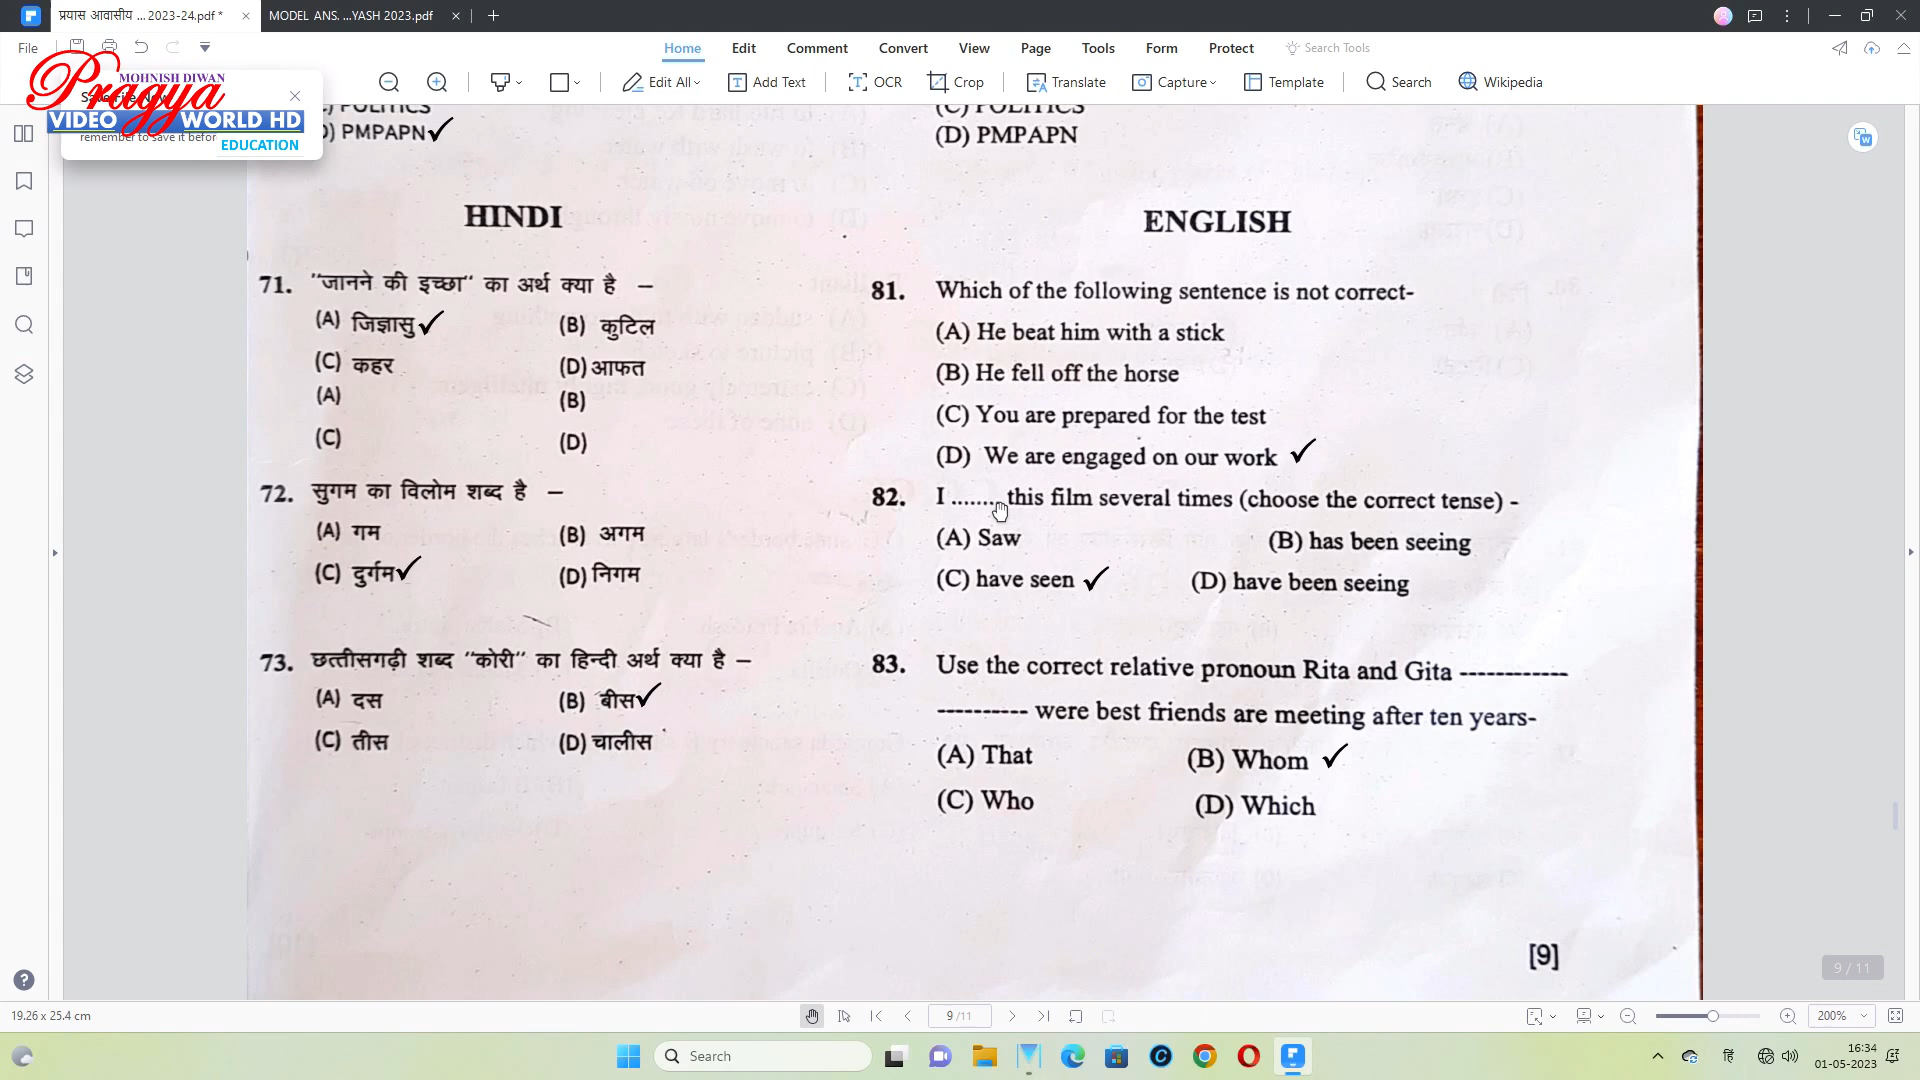 प्रयास आवासीय ... 2023-24.pdf *
MODEL ANS. ...YASH 2023.pdf
File
Home
Edit
Comment
Convert
View
Page
Tools
Form
Protect
Search Tools
Edit All
Add Text
OCR
Crop
Translate
Capture
Template
Search
Wikipedia
MOHNISH DIWAN
Pragya
VIDEO WORLD HD
remember to save it befor
EDUCATION
(C) POLITICS
(D) PMPAPN
HINDI
71. "जानने की इच्छा" का अर्थ क्या है –
(A) जिज्ञासु ✓ (B) कुटिल
(C) कहर (D) आफत
(A) (B)
(C) (D)
72. सुगम का विलोम शब्द है –
(A) गम (B) अगम
(C) दुर्गम ✓ (D) निगम
73. छत्तीसगढ़ी शब्द "कोरी" का हिन्दी अर्थ क्या है –
(A) दस (B) बीस ✓
(C) तीस (D) चालीस
(C) POLITICS
(D) PMPAPN
ENGLISH
81. Which of the following sentence is not correct-
(A) He beat him with a stick
(B) He fell off the horse
(C) You are prepared for the test
(D) We are engaged on our work ✓
82. I ........ this film several times (choose the correct tense) -
(A) Saw (B) has been seeing
(C) have seen ✓ (D) have been seeing
83. Use the correct relative pronoun Rita and Gita ------------
---------- were best friends are meeting after ten years-
(A) That (B) Whom ✓
(C) Who (D) Which
[9]
9 / 11
19.26 x 25.4 cm
9 /11
200%
Search
हिं
16:34
01-05-2023